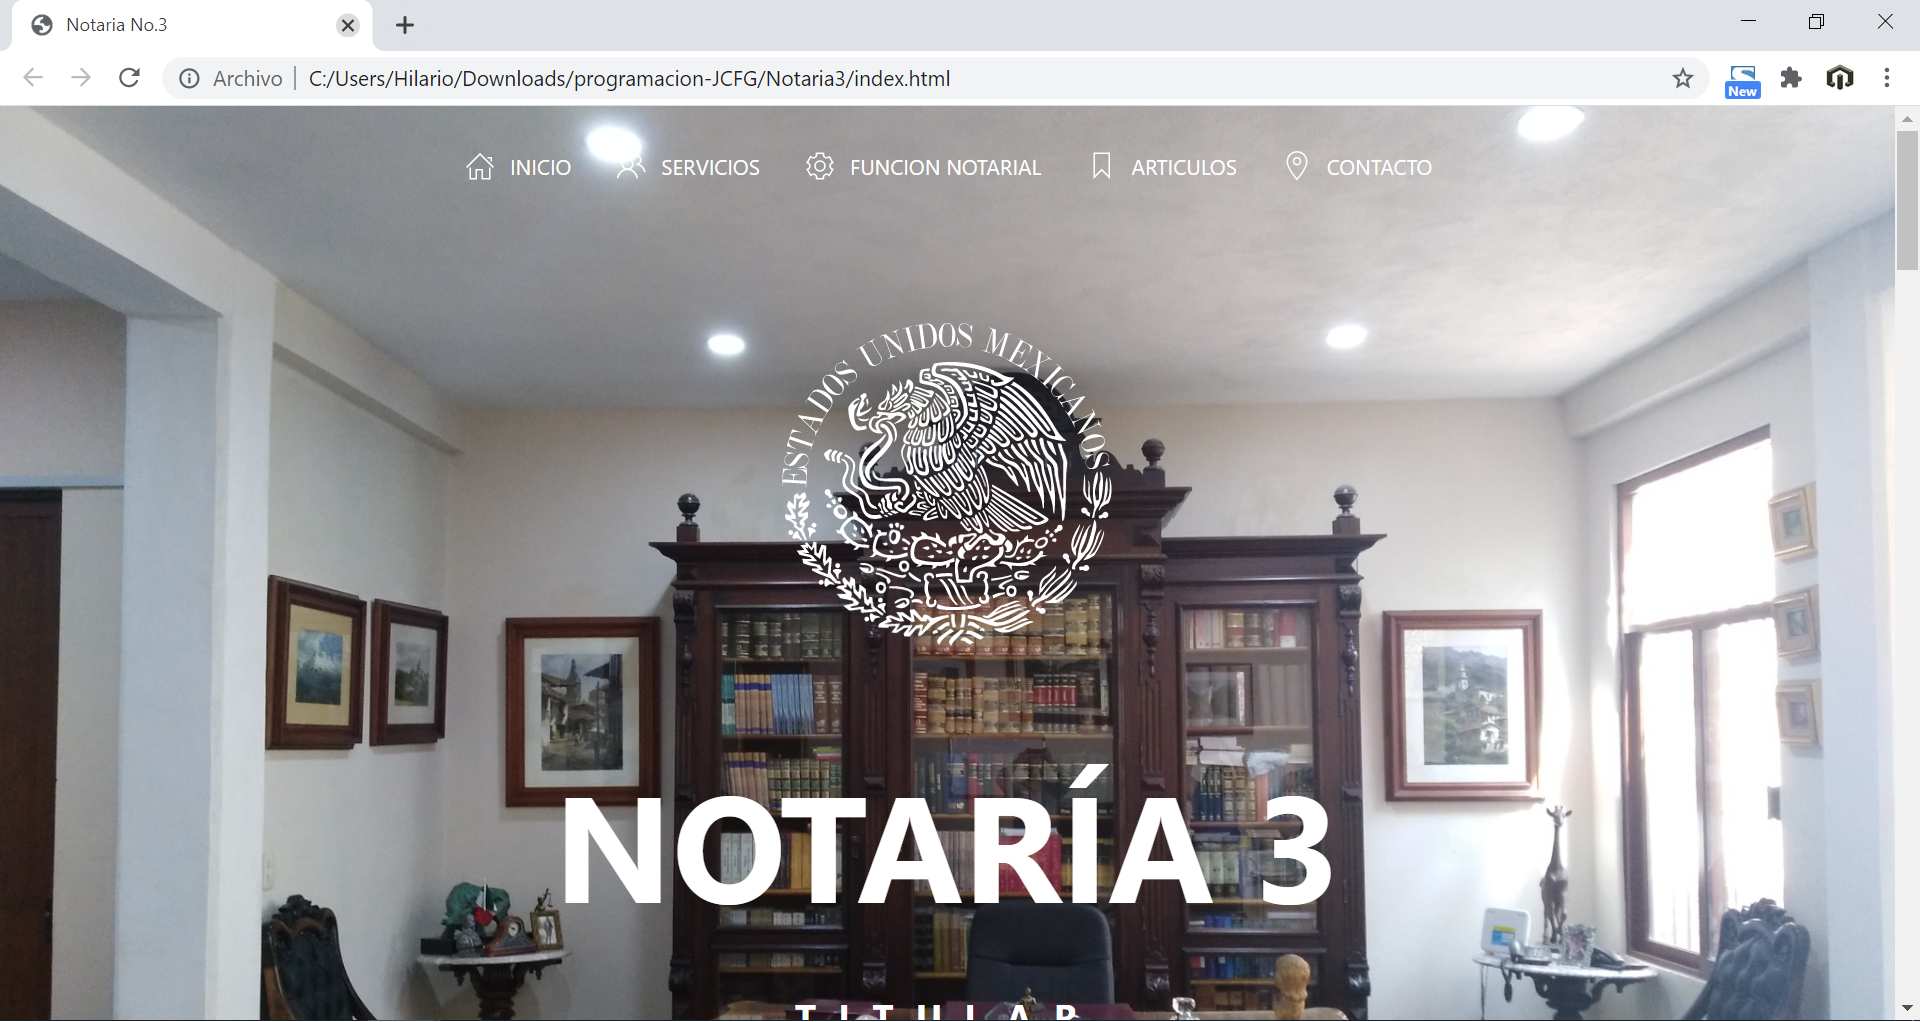 Notaria No.3
Archivo
C:/Users/Hilario/Downloads/programacion-JCFG/Notaria3/index.html
New
INICIO
SERVICIOS
FUNCION NOTARIAL
ARTICULOS
CONTACTO
ESTADOS UNIDOS MEXICANOS
NOTARÍA 3
TITULAR